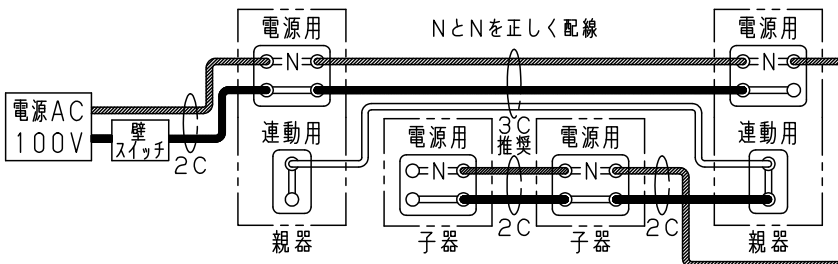 電源用
NとNを正しく配線
電源用
N
N
電源AC
100V
壁
スイッチ
2C
連動用
3C
推奨
連動用
電源用
電源用
N
N
2C
2C
親器
子器
子器
親器